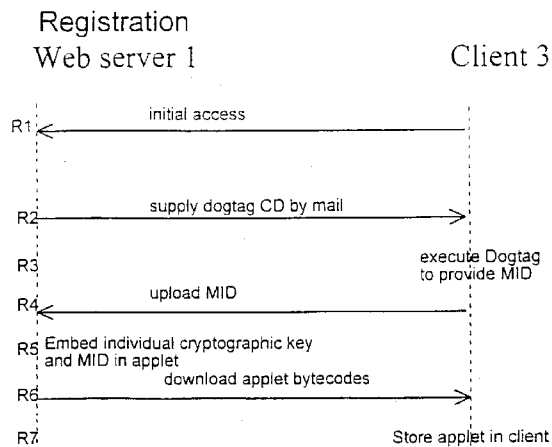 Registration
Web server 1 Client 3
R1 initial access
R2 supply dogtag CD by mail
R3 execute Dogtag
to provide MID
R4 upload MID
R5 Embed individual cryptographic key
and MID in applet
R6 download applet bytecodes
R7 Store applet in client